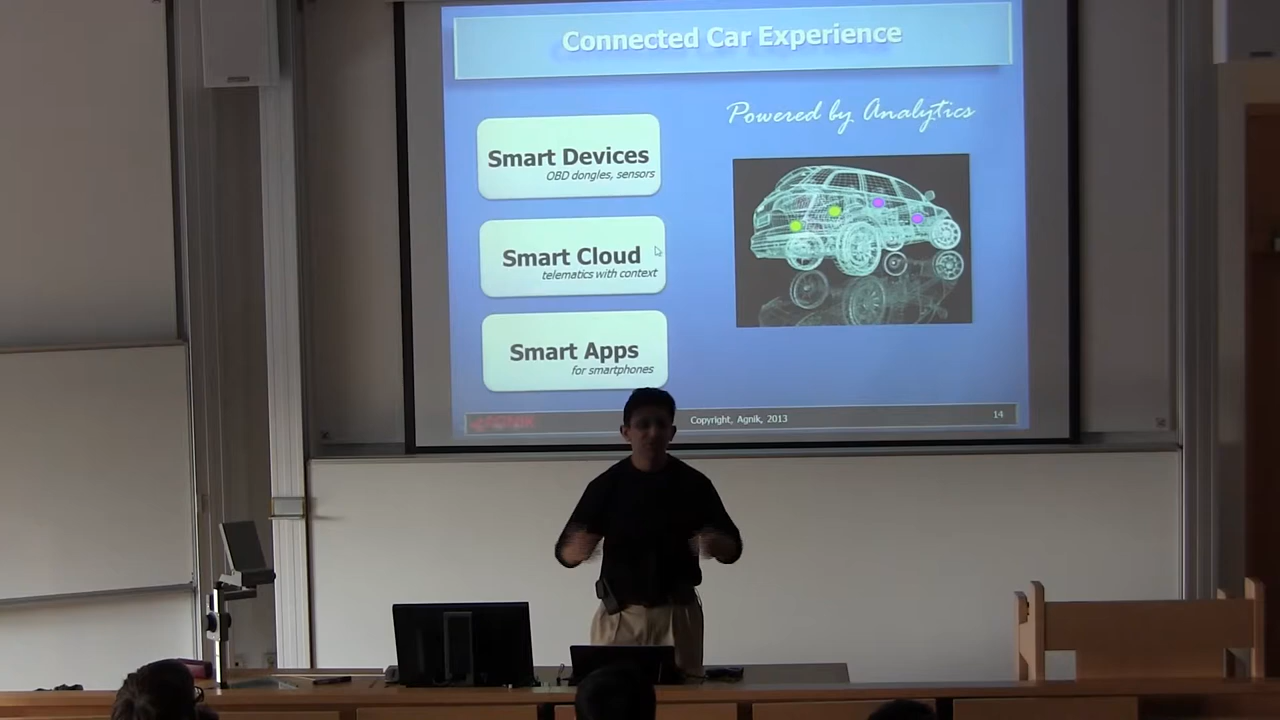 Connected Car Experience
Powered by Analytics
Smart Devices
OBD dongles, sensors
Smart Cloud
telematics with context
Smart Apps
for smartphones
AGNIK
Copyright, Agnik, 2013
14